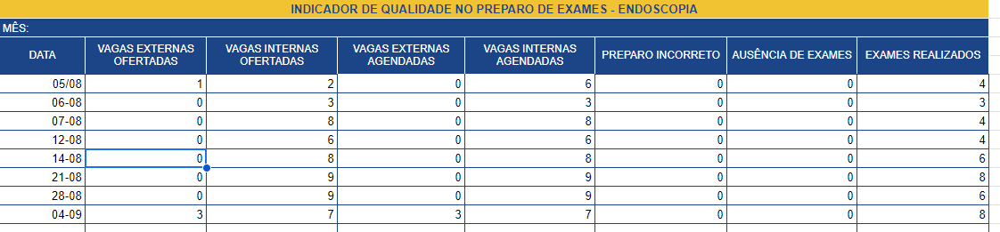 INDICADOR DE QUALIDADE NO PREPARO DE EXAMES - ENDOSCOPIA
MÊS:
DATA VAGAS EXTERNAS OFERTADAS VAGAS INTERNAS OFERTADAS VAGAS EXTERNAS AGENDADAS VAGAS INTERNAS AGENDADAS PREPARO INCORRETO AUSÊNCIA DE EXAMES EXAMES REALIZADOS
05/08 1 2 0 6 0 0 4
06-08 0 3 0 3 0 0 3
07-08 0 8 0 8 0 0 4
12-08 0 6 0 6 0 0 4
14-08 0 8 0 8 0 0 6
21-08 0 9 0 9 0 0 8
28-08 0 9 0 9 0 0 6
04-09 3 7 3 7 0 0 8